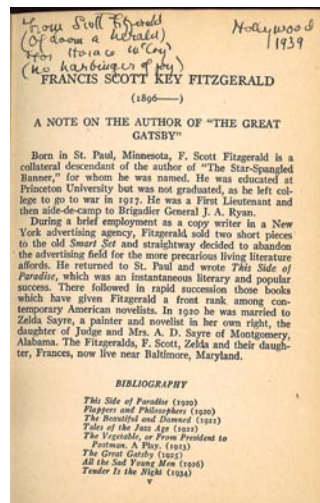 From Scott Fitzgerald
(Of doom a herald)
For Horace McCoy
(no harbinger of joy)
Hollywood
1939
FRANCIS SCOTT KEY FITZGERALD
(1896——)
A NOTE ON THE AUTHOR OF "THE GREAT
GATSBY"
Born in St. Paul, Minnesota, F. Scott Fitzgerald is a
collateral descendant of the author of "The Star-Spangled
Banner," for whom he was named. He was educated at
Princeton University but was not graduated, as he left col-
lege to go to war in 1917. He was a First Lieutenant and
then aide-de-camp to Brigadier General J. A. Ryan.
During a brief employment as a copy writer in a New
York advertising agency, Fitzgerald sold two short pieces
to the old Smart Set and straightway decided to abandon
the advertising field for the more precarious living literature
affords. He returned to St. Paul and wrote This Side of
Paradise, which was an instantaneous literary and popular
success. There followed in rapid succession those books
which have given Fitzgerald a front rank among con-
temporary American novelists. In 1920 he was married to
Zelda Sayre, a painter and novelist in her own right, the
daughter of Judge and Mrs. A. D. Sayre of Montgomery,
Alabama. The Fitzgeralds, F. Scott, Zelda and their daugh-
ter, Frances, now live near Baltimore, Maryland.
BIBLIOGRAPHY
This Side of Paradise (1920)
Flappers and Philosophers (1920)
The Beautiful and Damned (1922)
Tales of the Jazz Age (1922)
The Vegetable, or From President to
Postman. A Play. (1923)
The Great Gatsby (1925)
All the Sad Young Men (1926)
Tender Is the Night (1934)
v